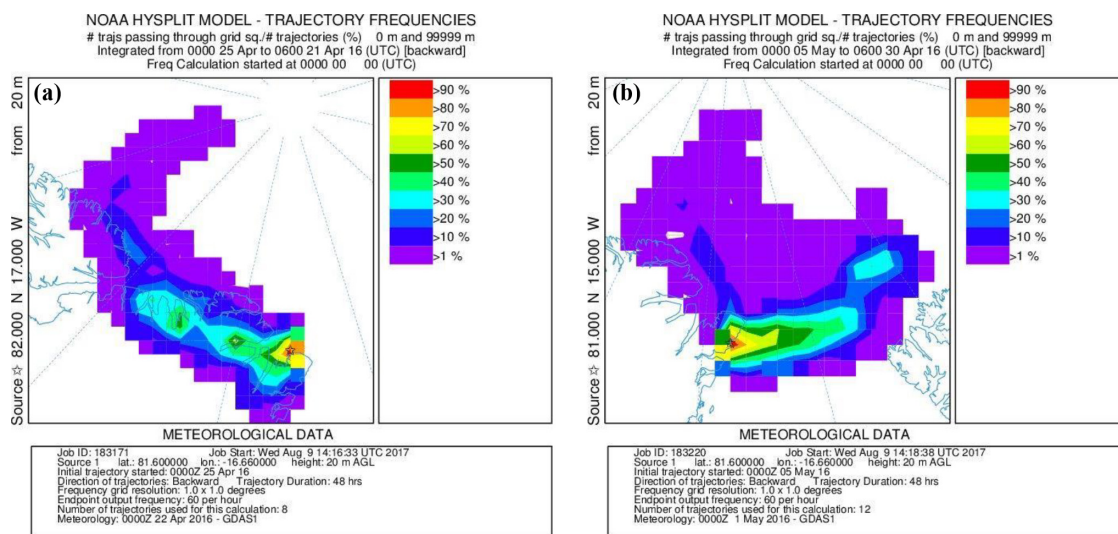 NOAA HYSPLIT MODEL - TRAJECTORY FREQUENCIES
# trajs passing through grid sq./# trajectories (%) 0 m and 99999 m
Integrated from 0000 25 Apr to 0600 21 Apr 16 (UTC) [backward]
Freq Calculation started at 0000 00 00 (UTC)
(a)
Source ☆ 82.000 N 17.000 W from 20 m
>90 %
>80 %
>70 %
>60 %
>50 %
>40 %
>30 %
>20 %
>10 %
>1 %
METEOROLOGICAL DATA
Job ID: 183171 Job Start: Wed Aug 9 14:16:33 UTC 2017
Source 1 lat.: 81.600000 lon.: -16.660000 height: 20 m AGL
Initial trajectory started: 0000Z 25 Apr 16
Direction of trajectories: Backward Trajectory Duration: 48 hrs
Frequency grid resolution: 1.0 x 1.0 degrees
Endpoint output frequency: 60 per hour
Number of trajectories used for this calculation: 8
Meteorology: 0000Z 22 Apr 2016 - GDAS1
NOAA HYSPLIT MODEL - TRAJECTORY FREQUENCIES
# trajs passing through grid sq./# trajectories (%) 0 m and 99999 m
Integrated from 0000 05 May to 0600 30 Apr 16 (UTC) [backward]
Freq Calculation started at 0000 00 00 (UTC)
(b)
Source ☆ 81.000 N 15.000 W from 20 m
>90 %
>80 %
>70 %
>60 %
>50 %
>40 %
>30 %
>20 %
>10 %
>1 %
METEOROLOGICAL DATA
Job ID: 183220 Job Start: Wed Aug 9 14:18:38 UTC 2017
Source 1 lat.: 81.600000 lon.: -16.660000 height: 20 m AGL
Initial trajectory started: 0000Z 05 May 16
Direction of trajectories: Backward Trajectory Duration: 48 hrs
Frequency grid resolution: 1.0 x 1.0 degrees
Endpoint output frequency: 60 per hour
Number of trajectories used for this calculation: 12
Meteorology: 0000Z 1 May 2016 - GDAS1